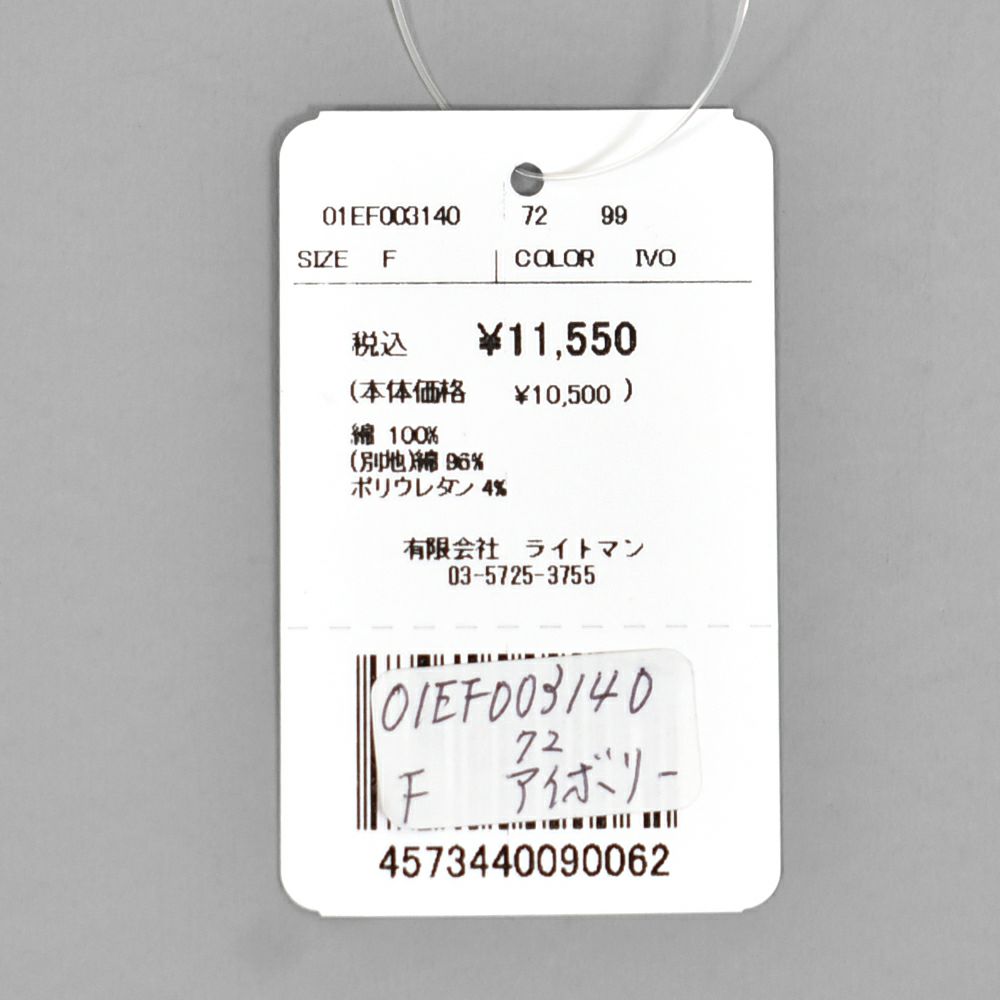 01EF003140 72 99
SIZE F COLOR IVO
税込 ¥11,550
(本体価格 ¥10,500 )
綿 100%
(別地)綿 96%
ポリウレタン 4%
有限会社 ライトマン
03-5725-3755
01EF003140
72
F アイボリー
4573440090062